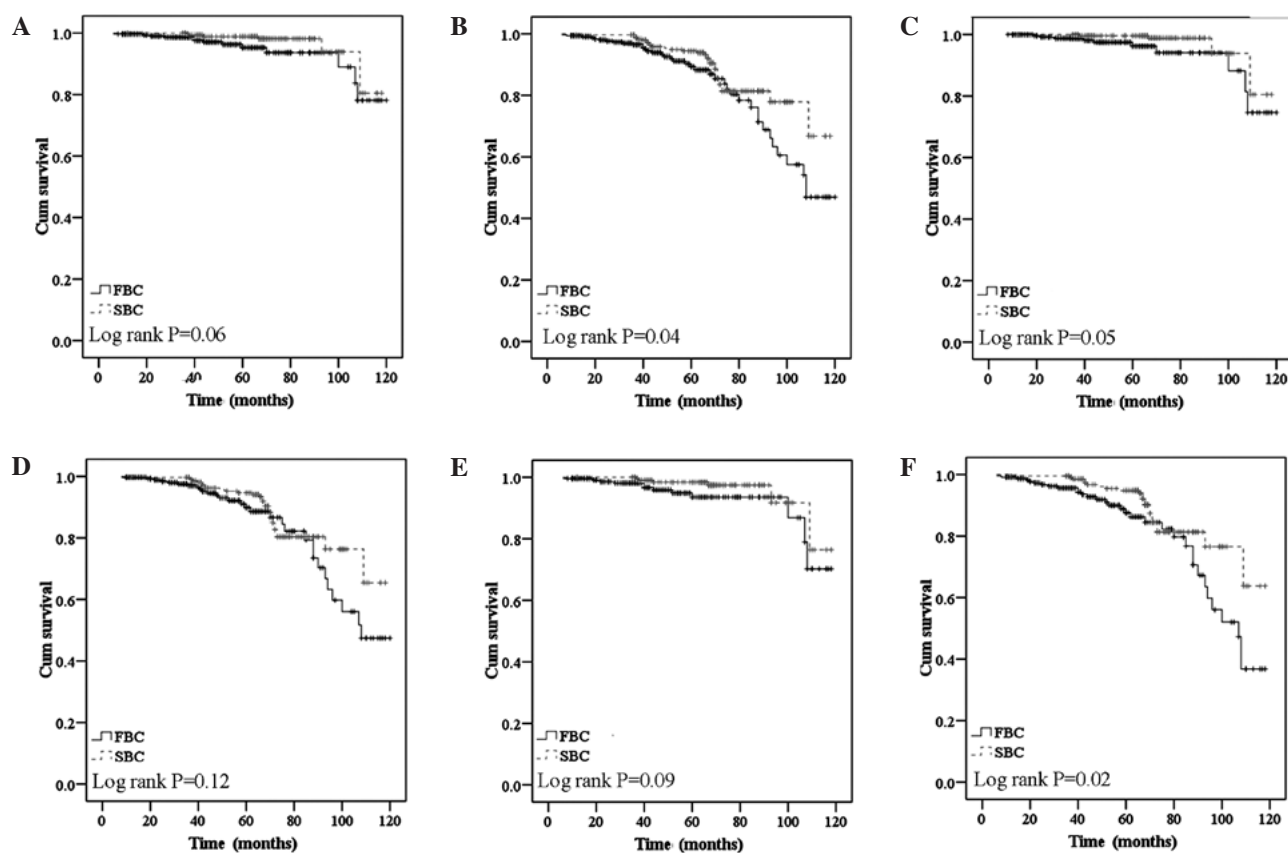 A
1.0
0.8
0.6
0.4
0.2
0.0
Cum survival
FBC
SBC
Log rank P=0.06
0 20 40 60 80 100 120
Time (months)
B
1.0
0.8
0.6
0.4
0.2
0.0
Cum survival
FBC
SBC
Log rank P=0.04
0 20 40 60 80 100 120
Time (months)
C
1.0
0.8
0.6
0.4
0.2
0.0
Cum survival
FBC
SBC
Log rank P=0.05
0 20 40 60 80 100 120
Time (months)
D
1.0
0.8
0.6
0.4
0.2
0.0
Cum survival
FBC
SBC
Log rank P=0.12
0 20 40 60 80 100 120
Time (months)
E
1.0
0.8
0.6
0.4
0.2
0.0
Cum survival
FBC
SBC
Log rank P=0.09
0 20 40 60 80 100 120
Time (months)
F
1.0
0.8
0.6
0.4
0.2
0.0
Cum survival
FBC
SBC
Log rank P=0.02
0 20 40 60 80 100 120
Time (months)